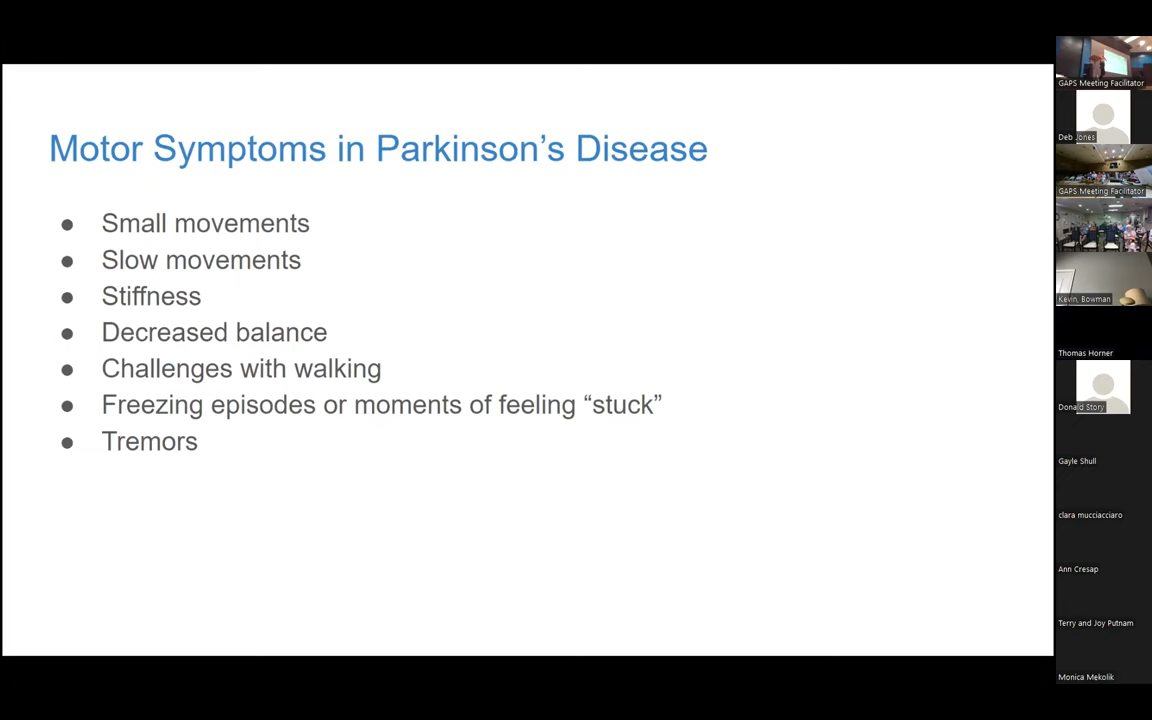 Motor Symptoms in Parkinson’s Disease
● Small movements
● Slow movements
● Stiffness
● Decreased balance
● Challenges with walking
● Freezing episodes or moments of feeling “stuck”
● Tremors
GAPS Meeting Facilitator
Deb Jones
GAPS Meeting Facilitator
Kevin, Bowman
Thomas Horner
Donald Story
Gayle Shull
clara mucciacciaro
Ann Cresap
Terry and Joy Putnam
Monica Mekolik